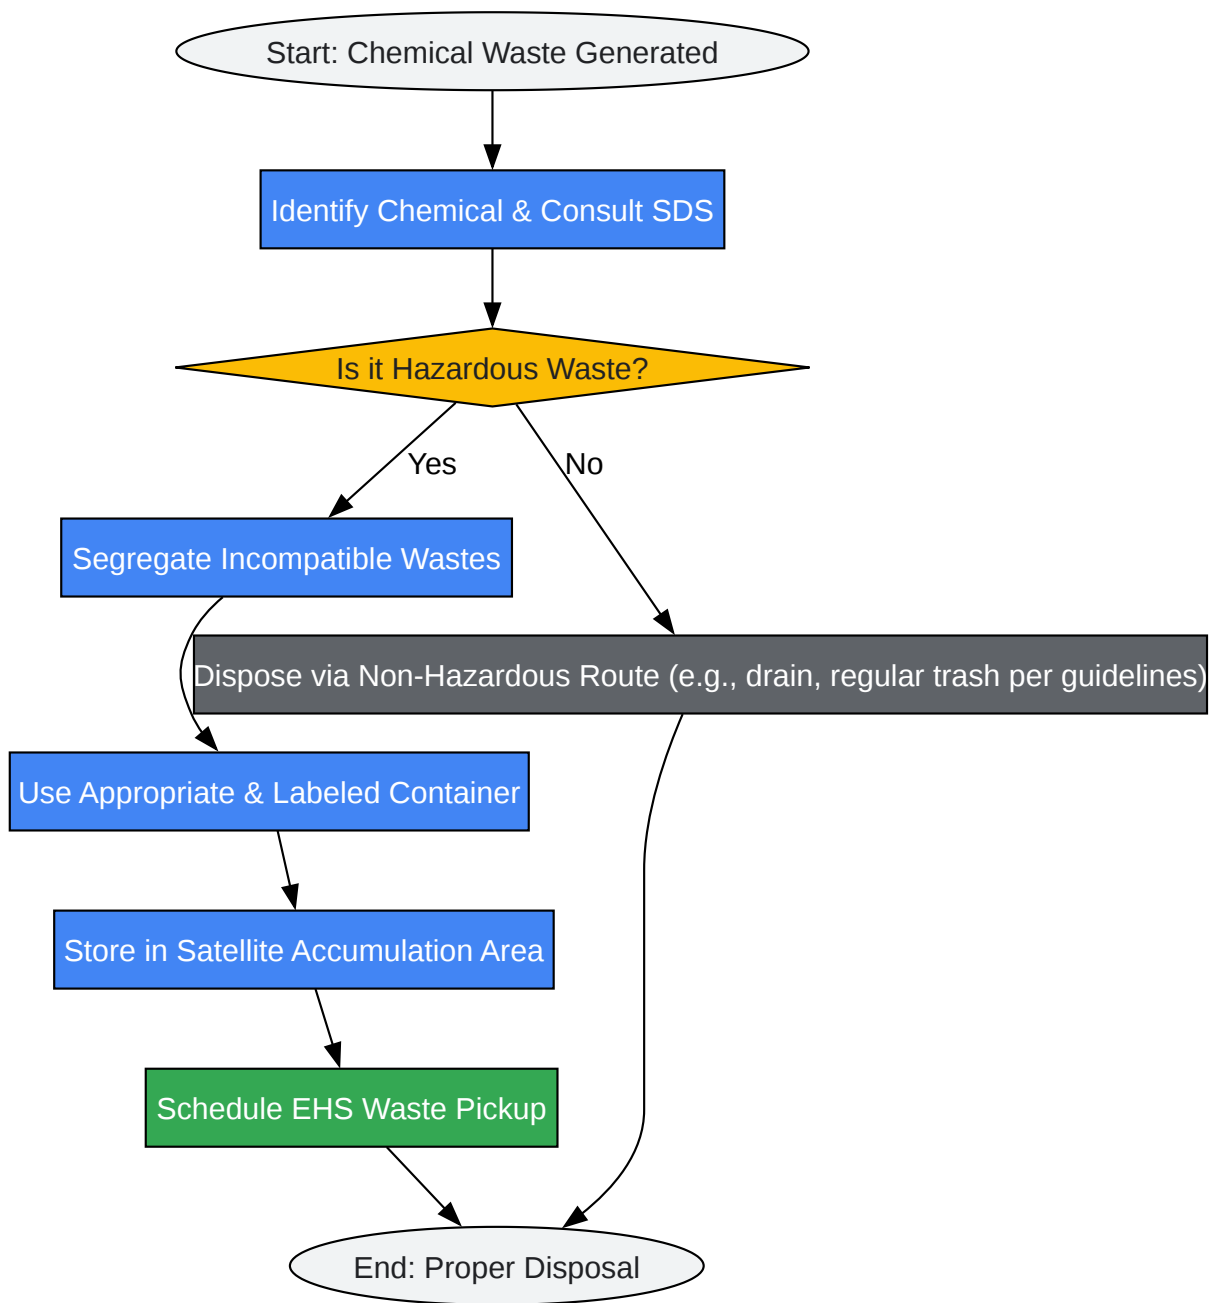 Start: Chemical Waste Generated
Identify Chemical & Consult SDS
Is it Hazardous Waste?
Yes
No
Segregate Incompatible Wastes
Dispose via Non-Hazardous Route (e.g., drain, regular trash per guidelines)
Use Appropriate & Labeled Container
Store in Satellite Accumulation Area
Schedule EHS Waste Pickup
End: Proper Disposal